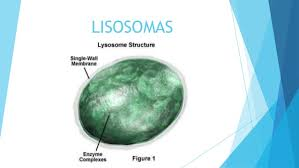 LISOSOMAS
Lysosome Structure
Single-Wall
Membrane
Enzyme
Complexes
Figure 1